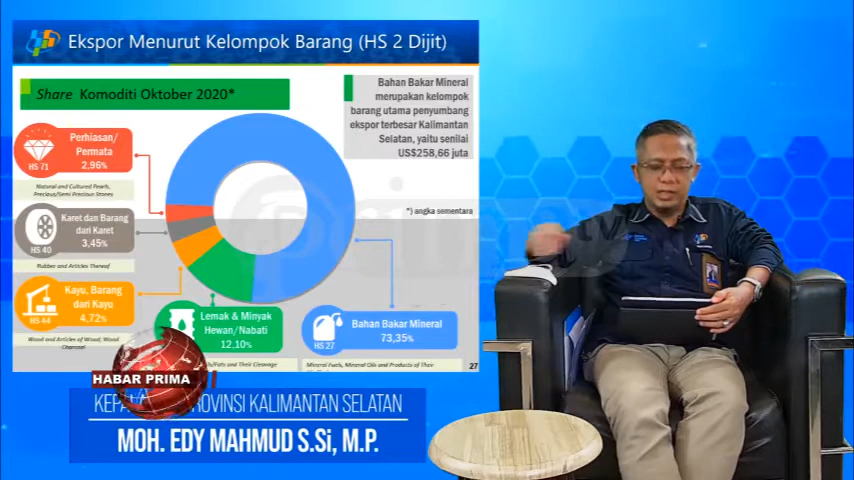 Ekspor Menurut Kelompok Barang (HS 2 Dijit)
Share Komoditi Oktober 2020*
Bahan Bakar Mineral
merupakan kelompok
barang utama penyumbang
ekspor terbesar Kalimantan
Selatan, yaitu senilai
US$258,66 juta
*) angka sementara
Perhiasan/
Permata
2,96%
HS 71
Natural and Cultured Pearls,
Precious/Semi Precious Stones
Karet dan Barang
dari Karet
3,45%
HS 40
Rubber and Articles Thereof
Kayu, Barang
dari Kayu
4,72%
HS 44
Wood and Articles of Wood, Wood
Charcoal
Lemak & Minyak
Hewan/Nabati
12,10%
/Fats and Their Cleavage
Bahan Bakar Mineral
73,35%
HS 27
Mineral Fuels, Mineral Oils and Products of Their
27
HABAR PRIMA
PROVINSI KALIMANTAN SELATAN
MOH. EDY MAHMUD S.Si, M.P.